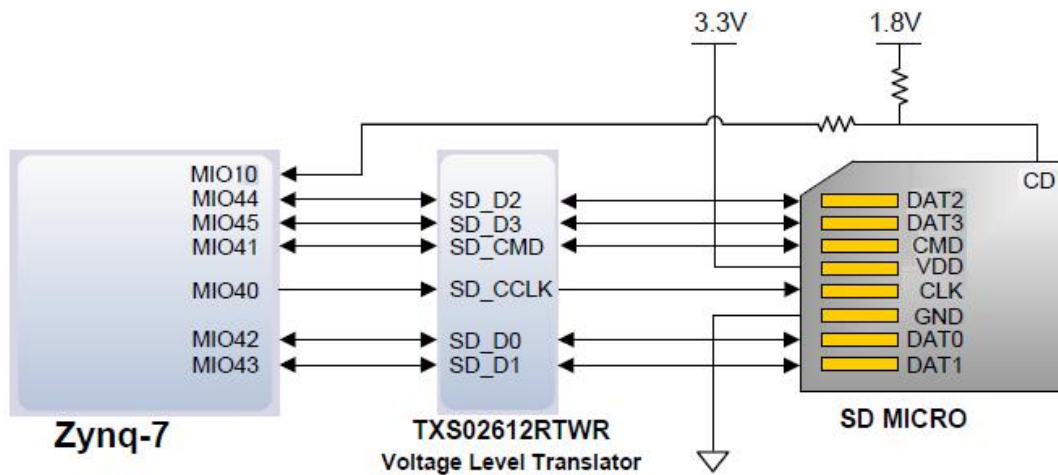 3.3V
1.8V
MIO10
MIO44
MIO45
MIO41
MIO40
MIO42
MIO43
Zynq-7
SD_D2
SD_D3
SD_CMD
SD_CCLK
SD_D0
SD_D1
TXS02612RTWR
Voltage Level Translator
CD
DAT2
DAT3
CMD
VDD
CLK
GND
DAT0
DAT1
SD MICRO